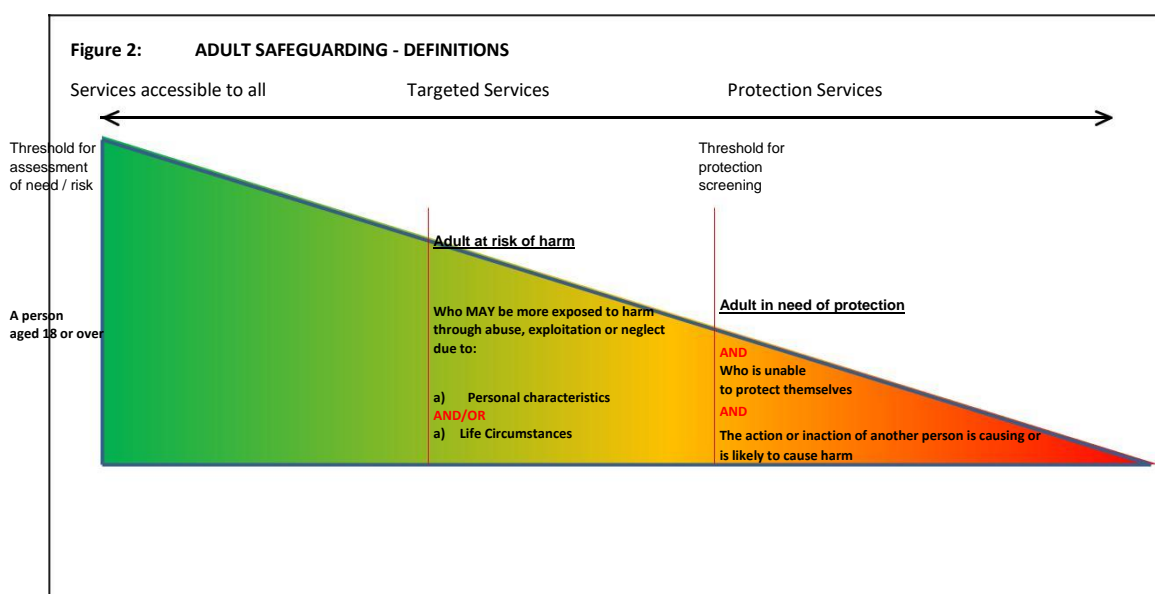 Figure 2: ADULT SAFEGUARDING - DEFINITIONS
Services accessible to all Targeted Services Protection Services
Threshold for
assessment
of need / risk
Threshold for
protection
screening
A person
aged 18 or over
Adult at risk of harm
Who MAY be more exposed to harm
through abuse, exploitation or neglect
due to:
a) Personal characteristics
AND/OR
a) Life Circumstances
Adult in need of protection
AND
Who is unable
to protect themselves
AND
The action or inaction of another person is causing or
is likely to cause harm